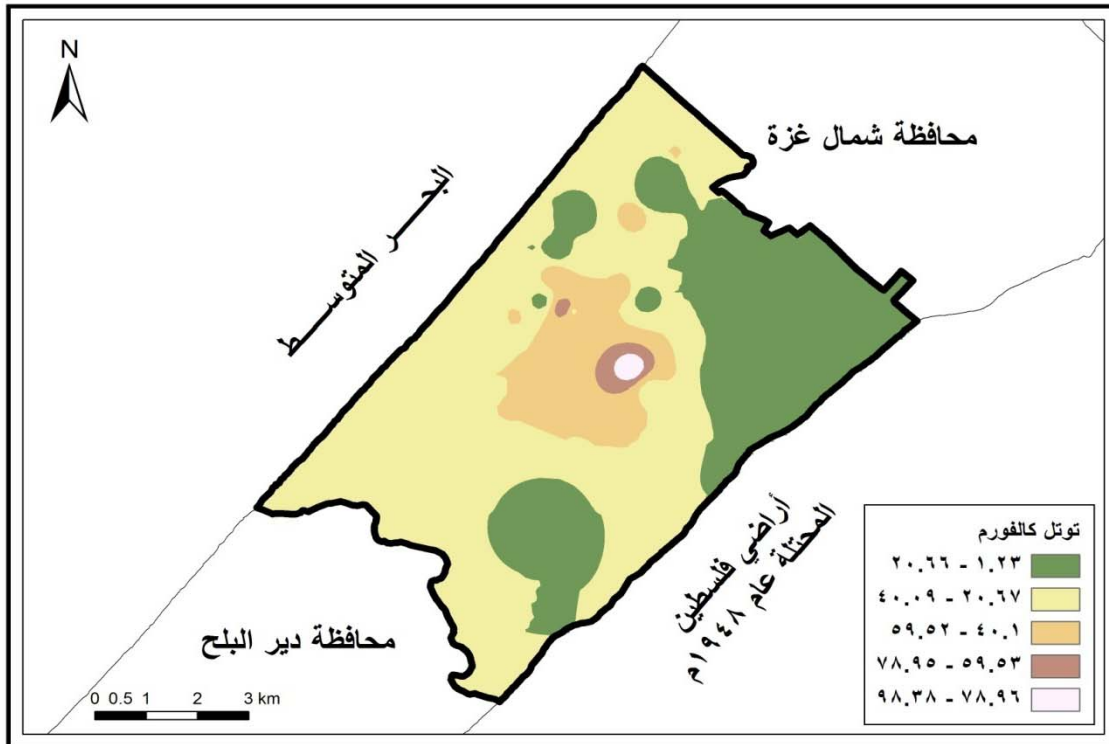 N
محافظة شمال غزة
البحـــــر المتوســـــط
أراضي فلسطين
المحتلة عام ١٩٤٨م
محافظة دير البلح
0 0.5 1 2 3 km
توتل كالفورم
٢٠.٦٦ - ١.٢٣
٤٠.٠٩ - ٢٠.٦٧
٥٩.٥٢ - ٤٠.١
٧٨.٩٥ - ٥٩.٥٣
٩٨.٣٨ - ٧٨.٩٦